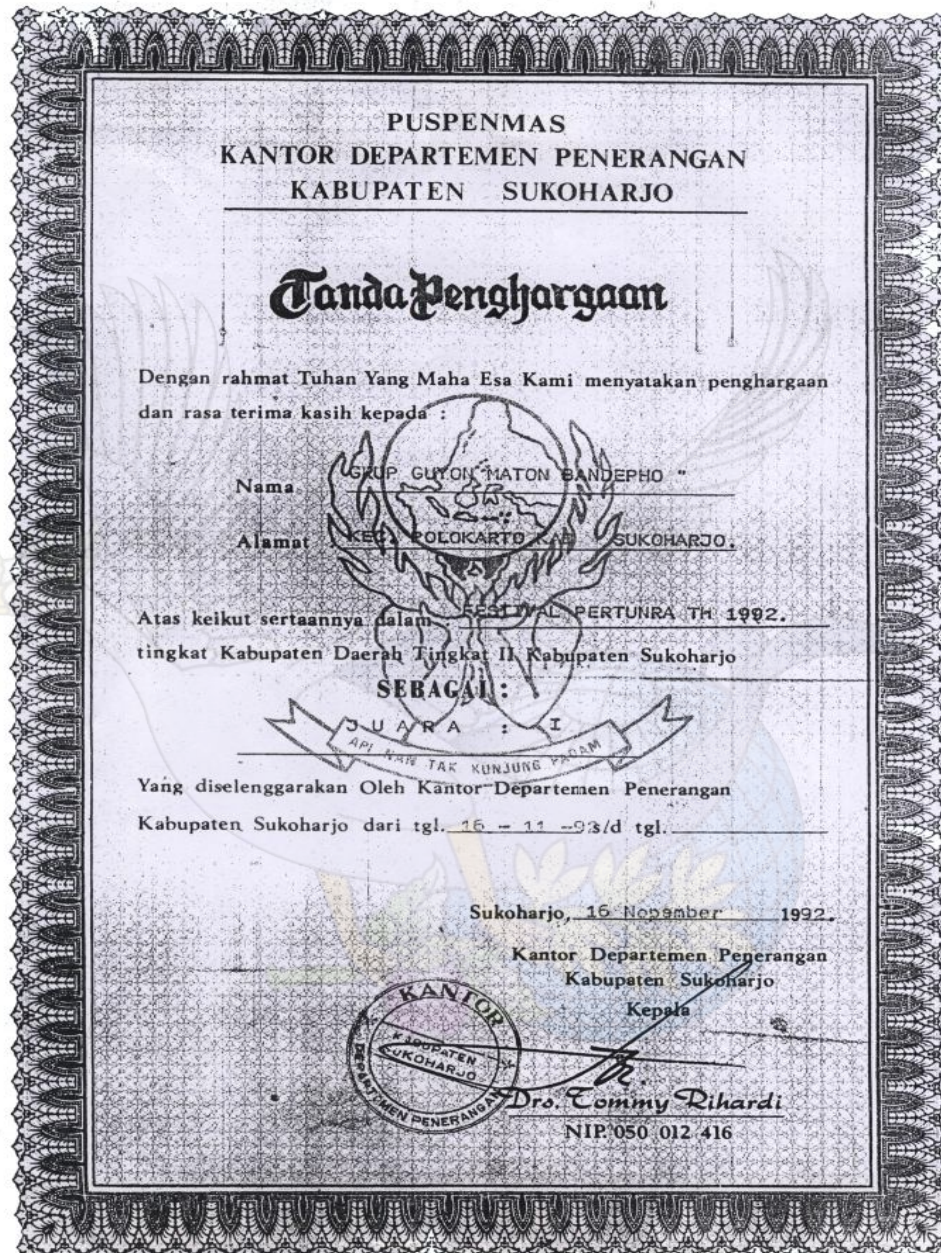 PUSPENMAS
KANTOR DEPARTEMEN PENERANGAN
KABUPATEN SUKOHARJO
Tanda Penghargaan
Dengan rahmat Tuhan Yang Maha Esa Kami menyatakan penghargaan
dan rasa terima kasih kepada :
Nama GRUP GUYON MATON BANDEPHO "
Alamat : KEC. POLOKARTO KAB SUKOHARJO.
Atas keikut sertaannya dalam FESTIVAL PERTUNRA TH 1992.
tingkat Kabupaten Daerah Tingkat II Kabupaten Sukoharjo
SEBAGAI :
JUARA : I
API NAN TAK KUNJUNG PADAM
Yang diselenggarakan Oleh Kantor Departemen Penerangan
Kabupaten Sukoharjo dari tgl. 16 - 11 -92 s/d tgl.
Sukoharjo, 16 Nopember 1992.
Kantor Departemen Penerangan
Kabupaten Sukoharjo
Kepala
KANTOR
KABUPATEN
SUKOHARJO
DEPARTEMEN PENERANGAN
Drs. Tommy Rihardi
NIP. 050 012 416